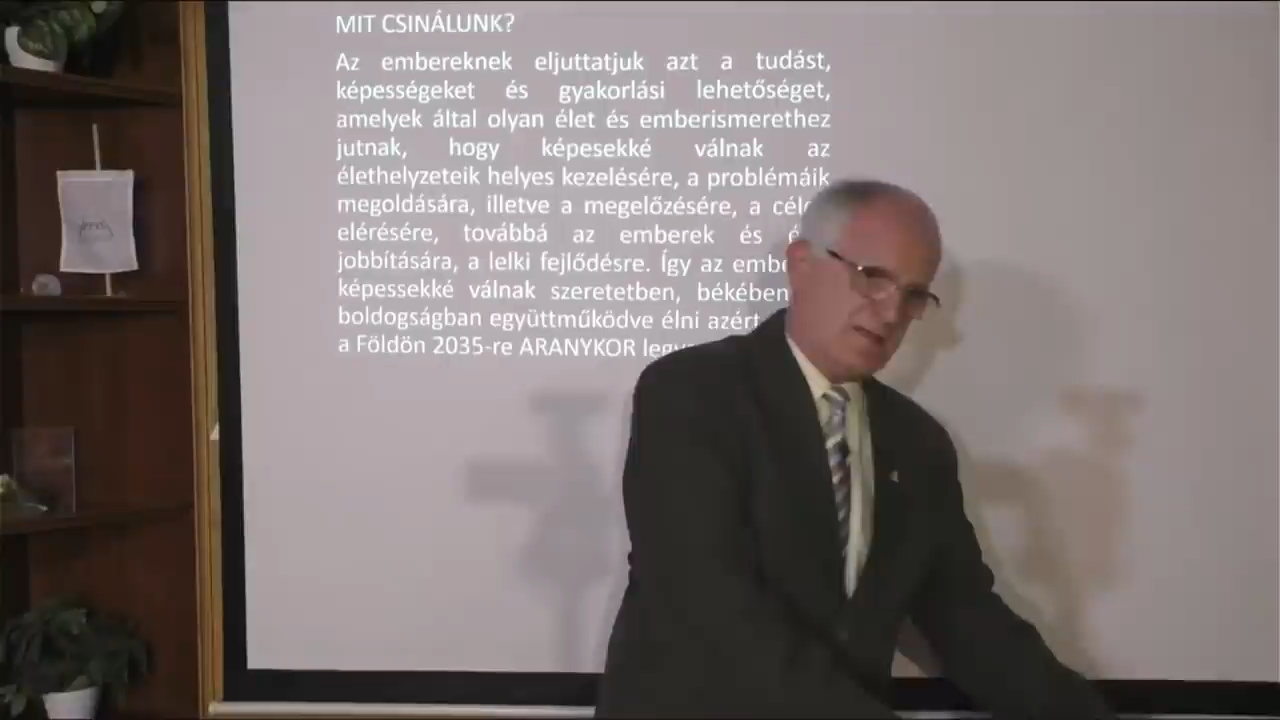 MIT CSINÁLUNK?
Az embereknek eljuttatjuk azt a tudást,
képességeket és gyakorlási lehetőséget,
amelyek által olyan élet és emberismerethez
jutnak, hogy képesekké válnak az
élethelyzeteik helyes kezelésére, a problémáik
megoldására, illetve a megelőzésére, a
elérésére, továbbá az emberek és
jobbítására, a lelki fejlődésre. Így az
képessekké válnak szeretetben, békében
boldogságban együttműködve élni azért
a Földön 2035-re ARANYKOR